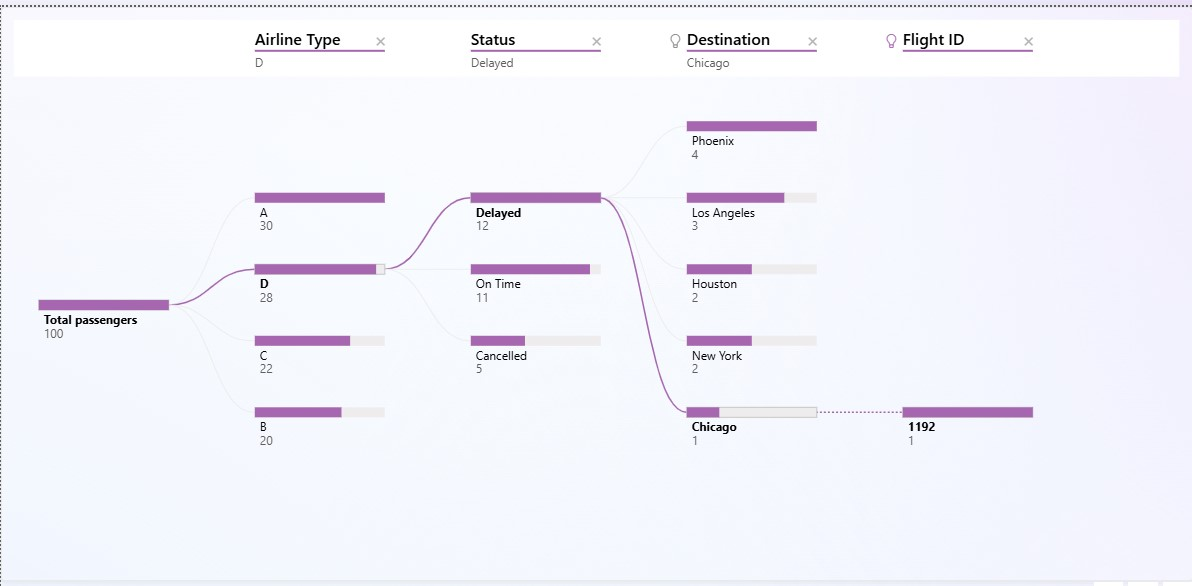 Airline Type
Status
Destination
Flight ID
D
Delayed
Chicago
Total passengers
100
A
30
D
28
C
22
B
20
Delayed
12
On Time
11
Cancelled
5
Phoenix
4
Los Angeles
3
Houston
2
New York
2
Chicago
1
1192
1